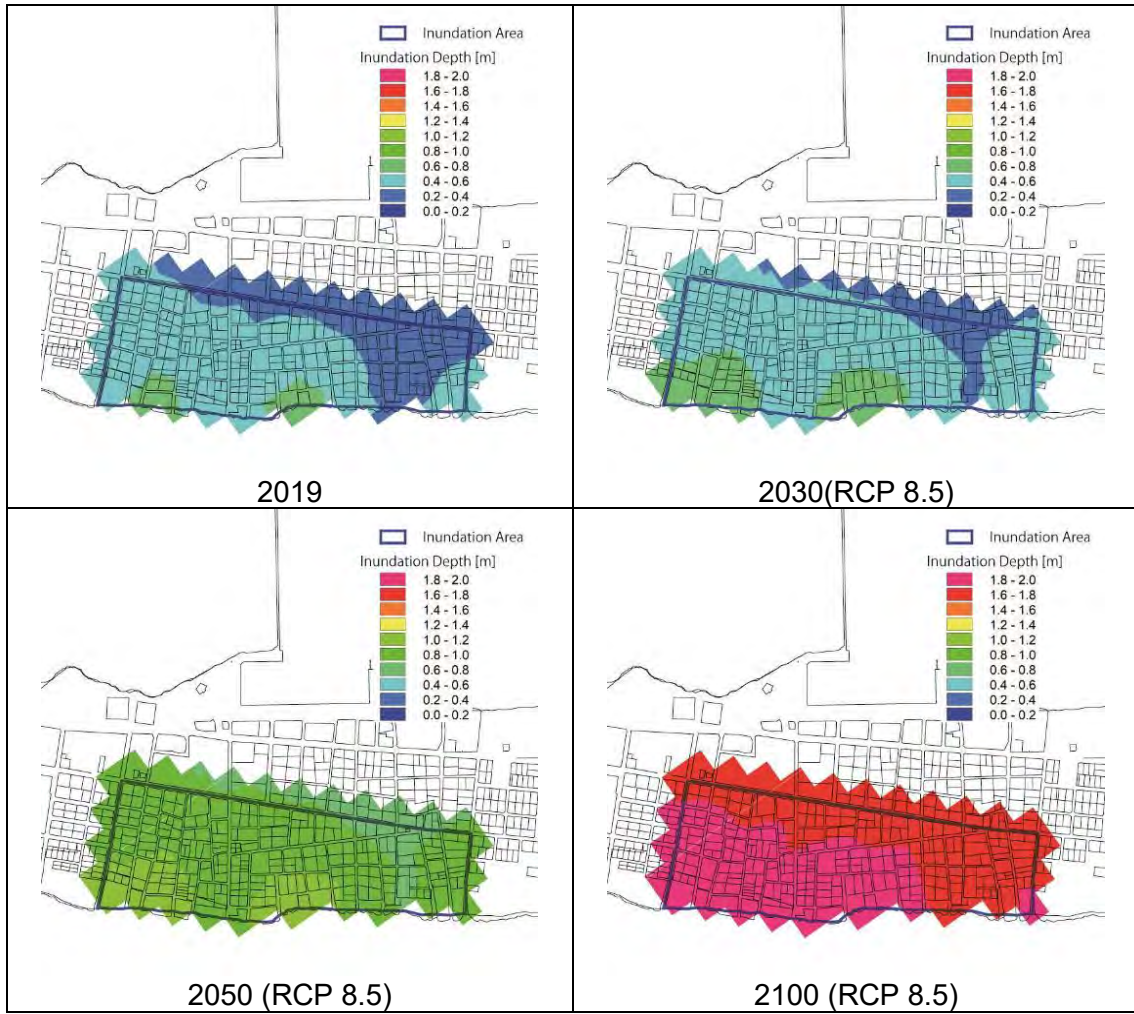 Inundation Area
Inundation Depth [m]
1.8 - 2.0
1.6 - 1.8
1.4 - 1.6
1.2 - 1.4
1.0 - 1.2
0.8 - 1.0
0.6 - 0.8
0.4 - 0.6
0.2 - 0.4
0.0 - 0.2
2019
Inundation Area
Inundation Depth [m]
1.8 - 2.0
1.6 - 1.8
1.4 - 1.6
1.2 - 1.4
1.0 - 1.2
0.8 - 1.0
0.6 - 0.8
0.4 - 0.6
0.2 - 0.4
0.0 - 0.2
2030(RCP 8.5)
Inundation Area
Inundation Depth [m]
1.8 - 2.0
1.6 - 1.8
1.4 - 1.6
1.2 - 1.4
1.0 - 1.2
0.8 - 1.0
0.6 - 0.8
0.4 - 0.6
0.2 - 0.4
0.0 - 0.2
2050 (RCP 8.5)
Inundation Area
Inundation Depth [m]
1.8 - 2.0
1.6 - 1.8
1.4 - 1.6
1.2 - 1.4
1.0 - 1.2
0.8 - 1.0
0.6 - 0.8
0.4 - 0.6
0.2 - 0.4
0.0 - 0.2
2100 (RCP 8.5)